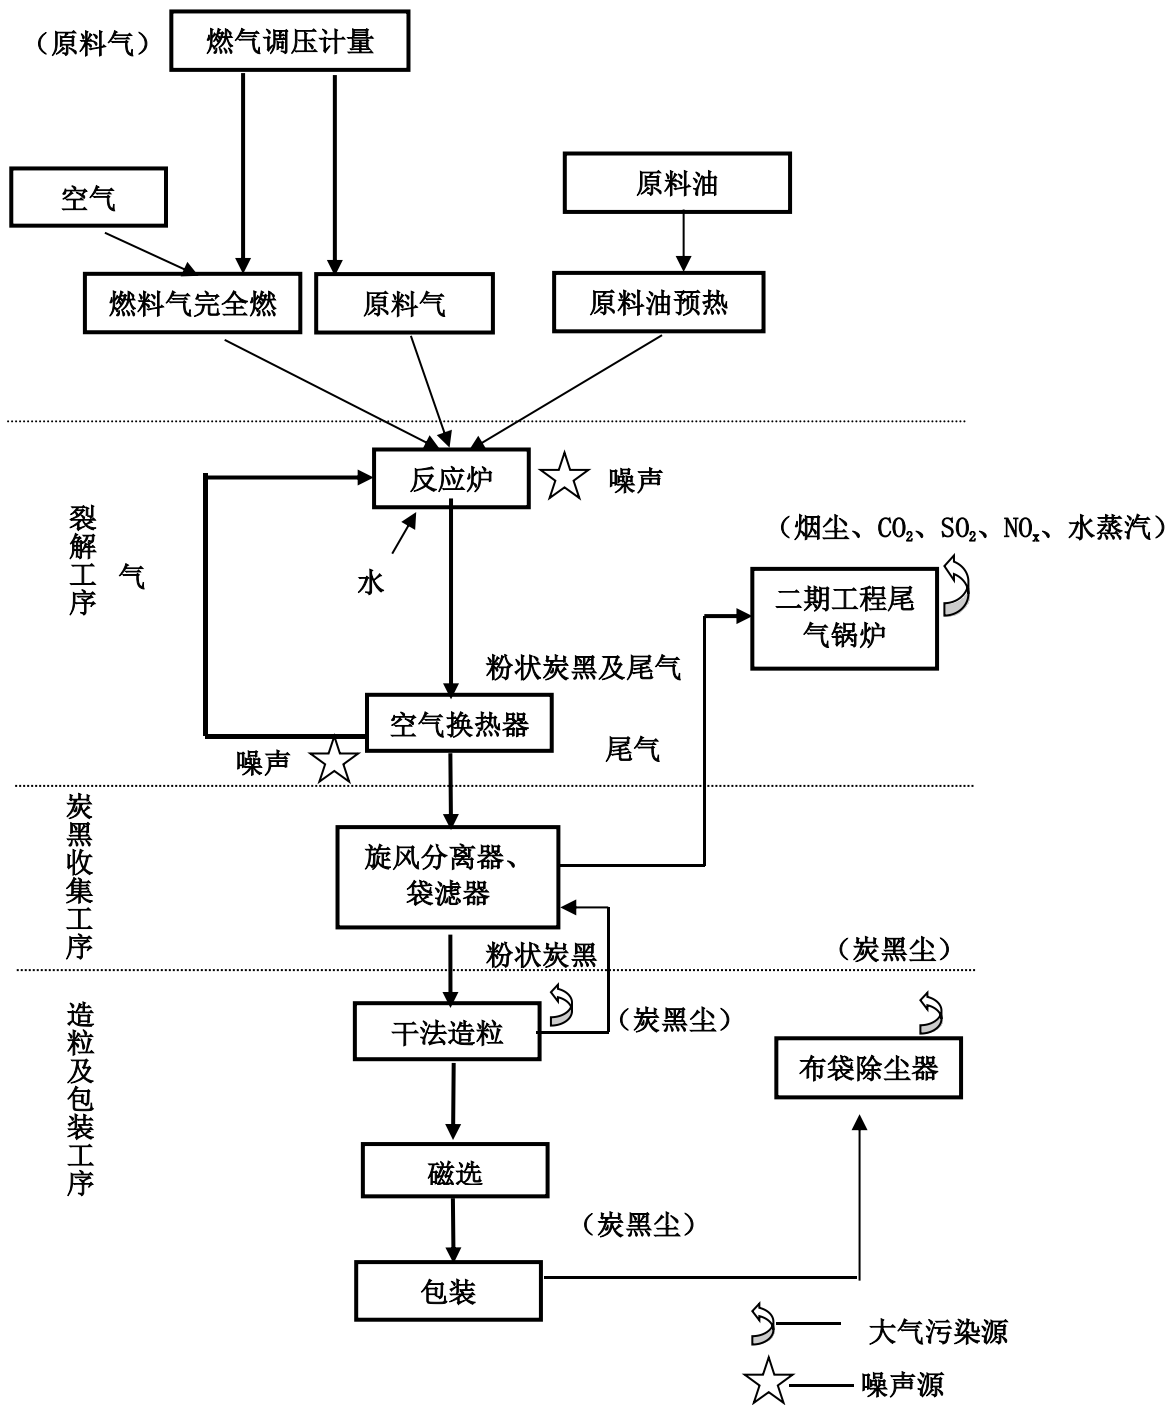 （原料气）
燃气调压计量
空气
原料油
燃料气完全燃
原料气
原料油预热
反应炉
噪声
裂解工序
气
水
（烟尘、CO₂、SO₂、NOₓ、水蒸汽）
二期工程尾
气锅炉
粉状炭黑及尾气
空气换热器
噪声
尾气
炭黑收集工序
旋风分离器、
袋滤器
粉状炭黑
（炭黑尘）
造粒及包装工序
干法造粒
（炭黑尘）
布袋除尘器
磁选
（炭黑尘）
包装
大气污染源
噪声源